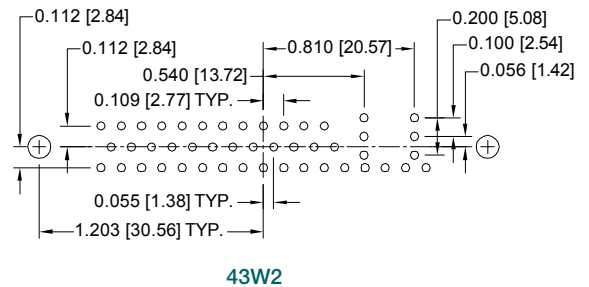 0.112 [2.84]
0.112 [2.84]
0.810 [20.57]
0.200 [5.08]
0.100 [2.54]
0.056 [1.42]
0.540 [13.72]
0.109 [2.77] TYP.
0.055 [1.38] TYP.
1.203 [30.56] TYP.
43W2